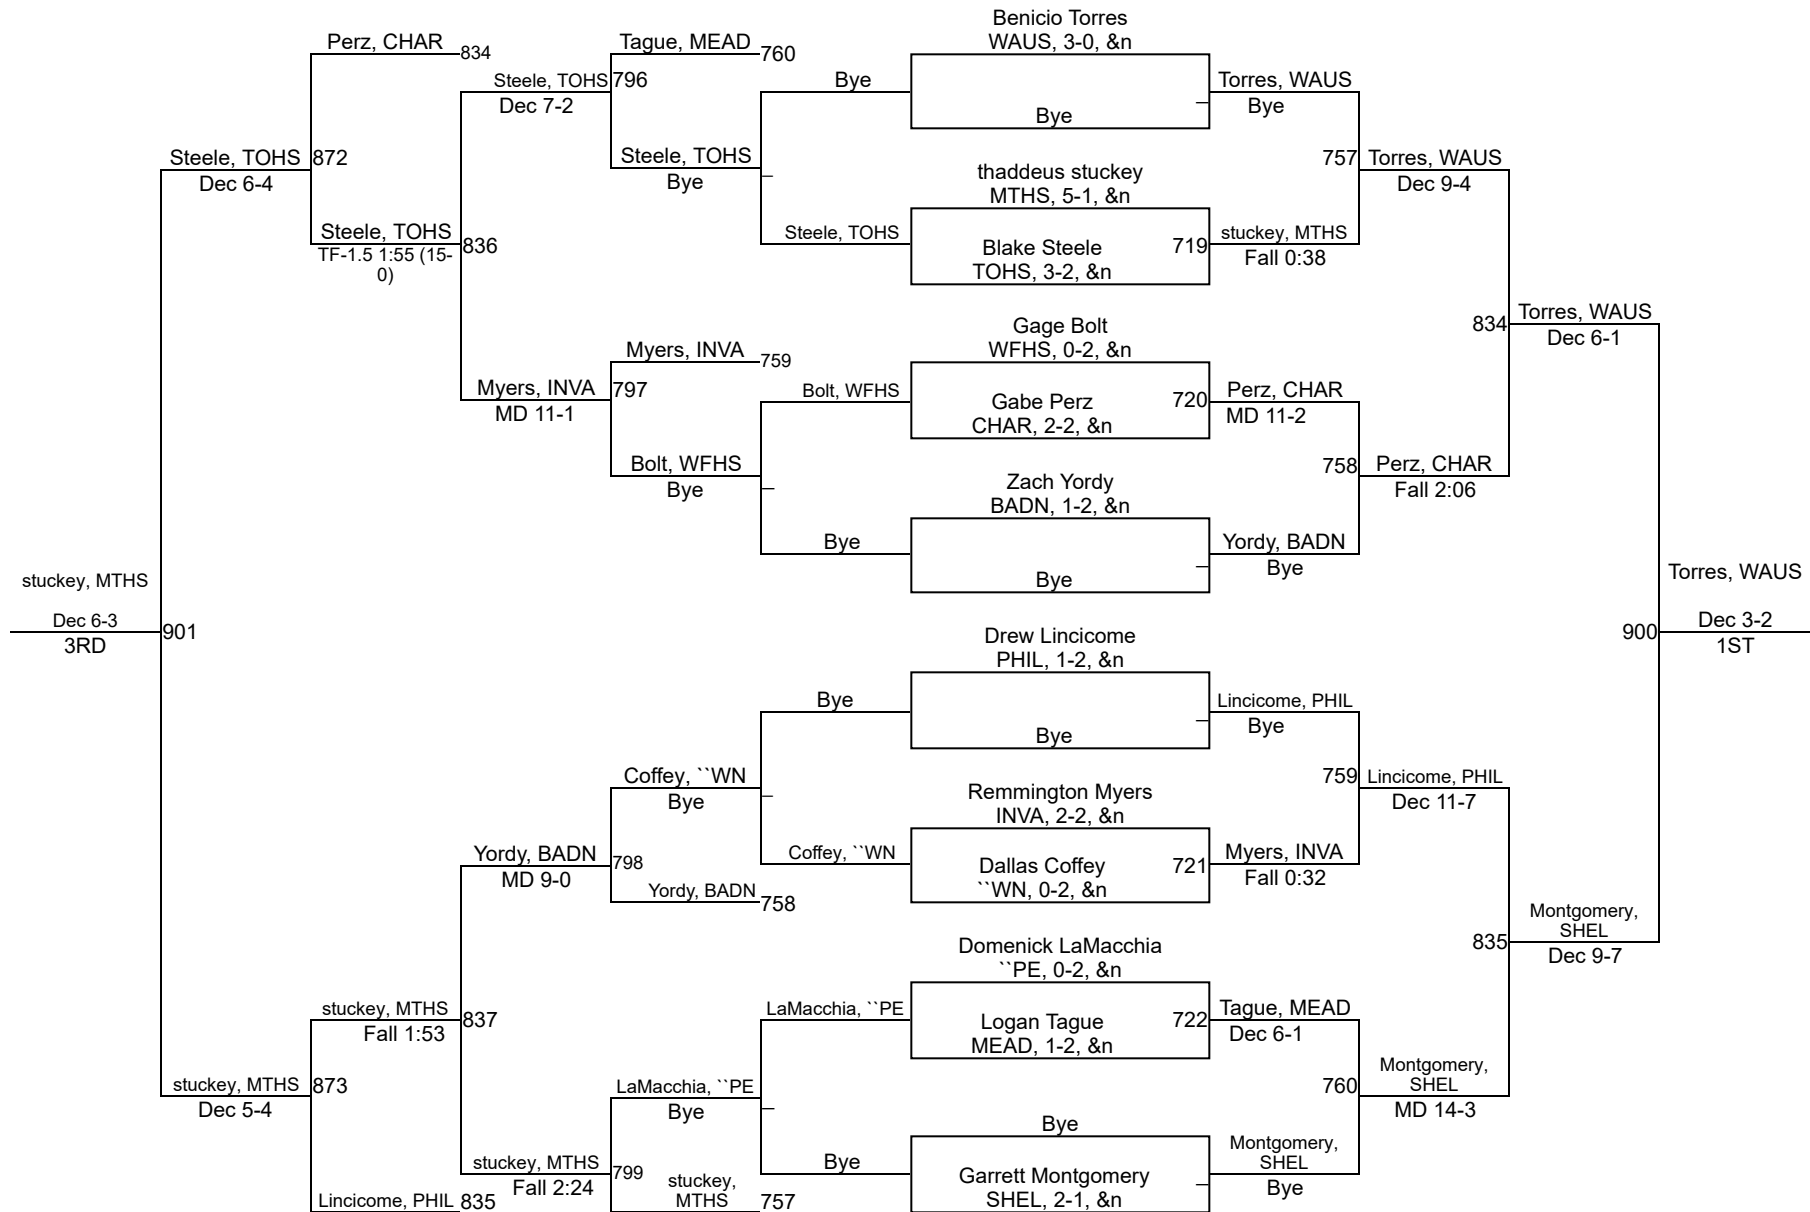 Benicio Torres
WAUS, 3-0, &n
Perz, CHAR
834
Tague, MEAD
760
Steele, TOHS
796
Bye
Torres, WAUS
Dec 7-2
Bye
Bye
Steele, TOHS
872
Steele, TOHS
757
Torres, WAUS
Dec 6-4
Bye
thaddeus stuckey
Dec 9-4
MTHS, 5-1, &n
Steele, TOHS
836
Steele, TOHS
Blake Steele
719
stuckey, MTHS
TF-1.5 1:55 (15-
0)
TOHS, 3-2, &n
Fall 0:38
Gage Bolt
834
Torres, WAUS
WFHS, 0-2, &n
Dec 6-1
Myers, INVA
759
Myers, INVA
797
Bolt, WFHS
Gabe Perz
720
Perz, CHAR
MD 11-1
CHAR, 2-2, &n
MD 11-2
Bolt, WFHS
758
Perz, CHAR
Bye
Zach Yordy
Fall 2:06
BADN, 1-2, &n
Bye
Yordy, BADN
stuckey, MTHS
Bye
Bye
Torres, WAUS
Dec 6-3
901
900
Dec 3-2
3RD
1ST
Drew Lincicome
PHIL, 1-2, &n
Bye
Lincicome, PHIL
Bye
Bye
Coffey, ``WN
759
Lincicome, PHIL
Bye
Remmington Myers
Dec 11-7
INVA, 2-2, &n
Yordy, BADN
798
Coffey, ``WN
Dallas Coffey
721
Myers, INVA
MD 9-0
``WN, 0-2, &n
Fall 0:32
Yordy, BADN
758
Montgomery,
SHEL
Domenick LaMacchia
835
Dec 9-7
``PE, 0-2, &n
stuckey, MTHS
837
LaMacchia, ``PE
Logan Tague
722
Tague, MEAD
Fall 1:53
MEAD, 1-2, &n
Dec 6-1
stuckey, MTHS
873
LaMacchia, ``PE
760
Montgomery,
SHEL
Dec 5-4
Bye
MD 14-3
Bye
stuckey, MTHS
799
Bye
Montgomery,
SHEL
Fall 2:24
stuckey,
MTHS
757
Garrett Montgomery
Bye
Lincicome, PHIL
835
SHEL, 2-1, &n